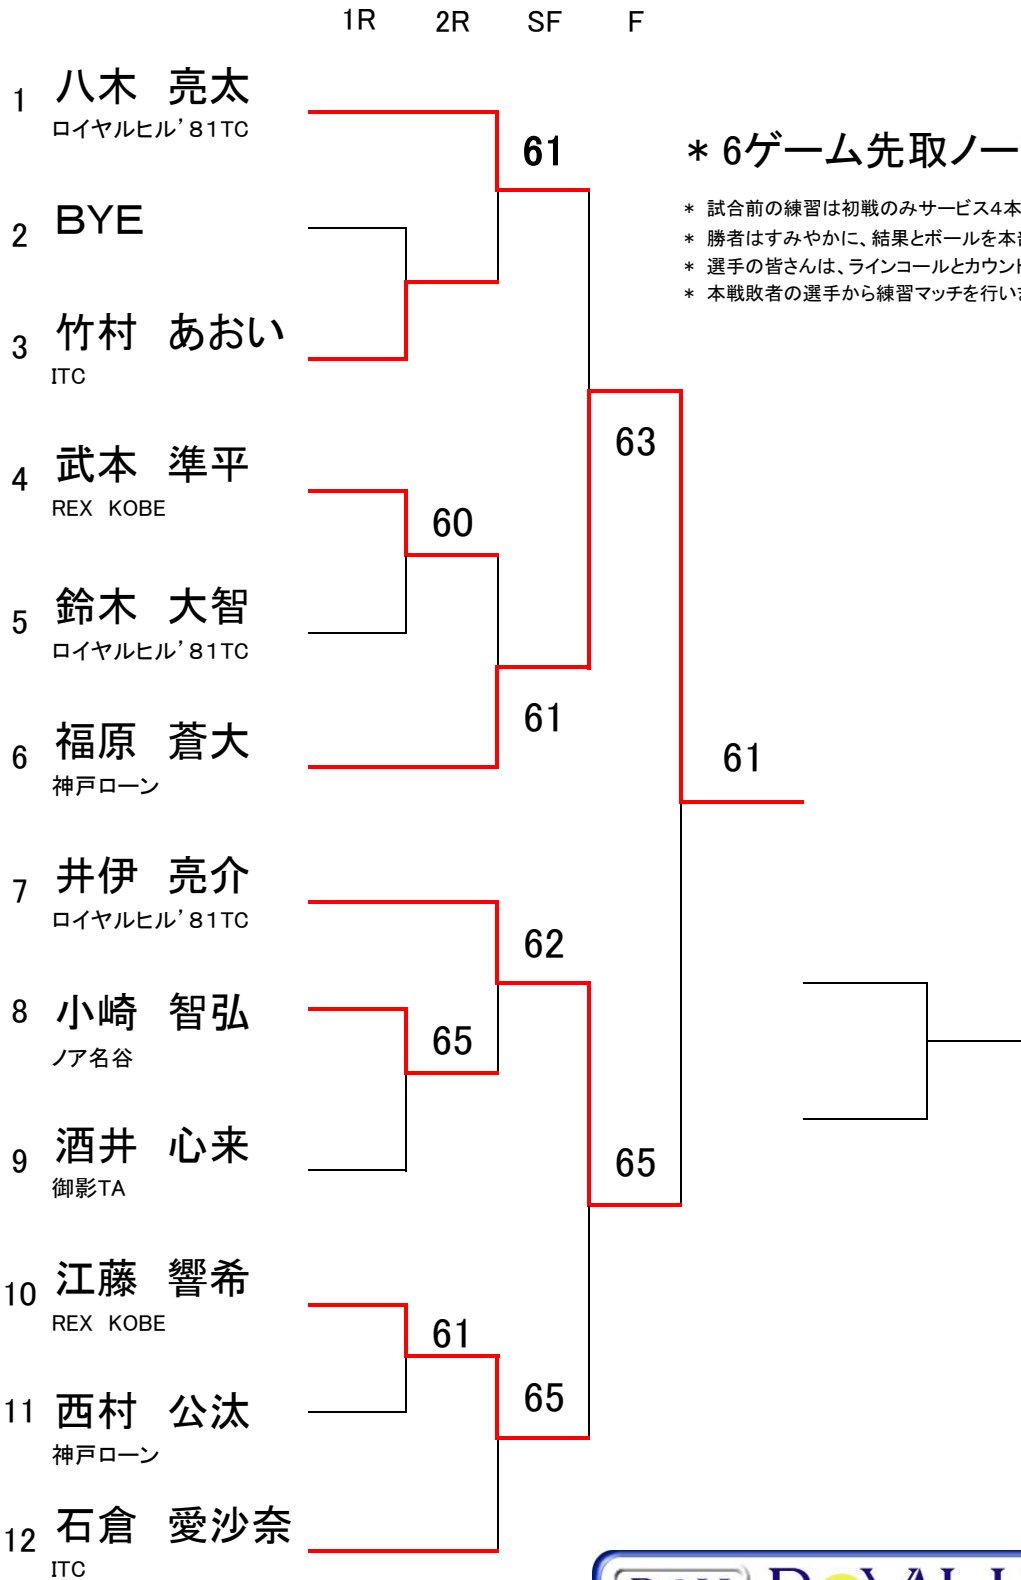 1R 2R SF F
1 八木 亮太
ロイヤルヒル’81TC
61
* 6ゲーム先取ノー
* 試合前の練習は初戦のみサービス4本
* 勝者はすみやかに、結果とボールを本
* 選手の皆さんは、ラインコールとカウン
* 本戦敗者の選手から練習マッチを行い
2 BYE
3 竹村 あおい
ITC
63
4 武本 準平
REX KOBE
60
5 鈴木 大智
ロイヤルヒル’81TC
61
6 福原 蒼大
神戸ローン
61
7 井伊 亮介
ロイヤルヒル’81TC
62
8 小崎 智弘
ノア名谷
65
9 酒井 心来
御影TA
65
10 江藤 響希
REX KOBE
61
65
11 西村 公汰
神戸ローン
12 石倉 愛沙奈
ITC